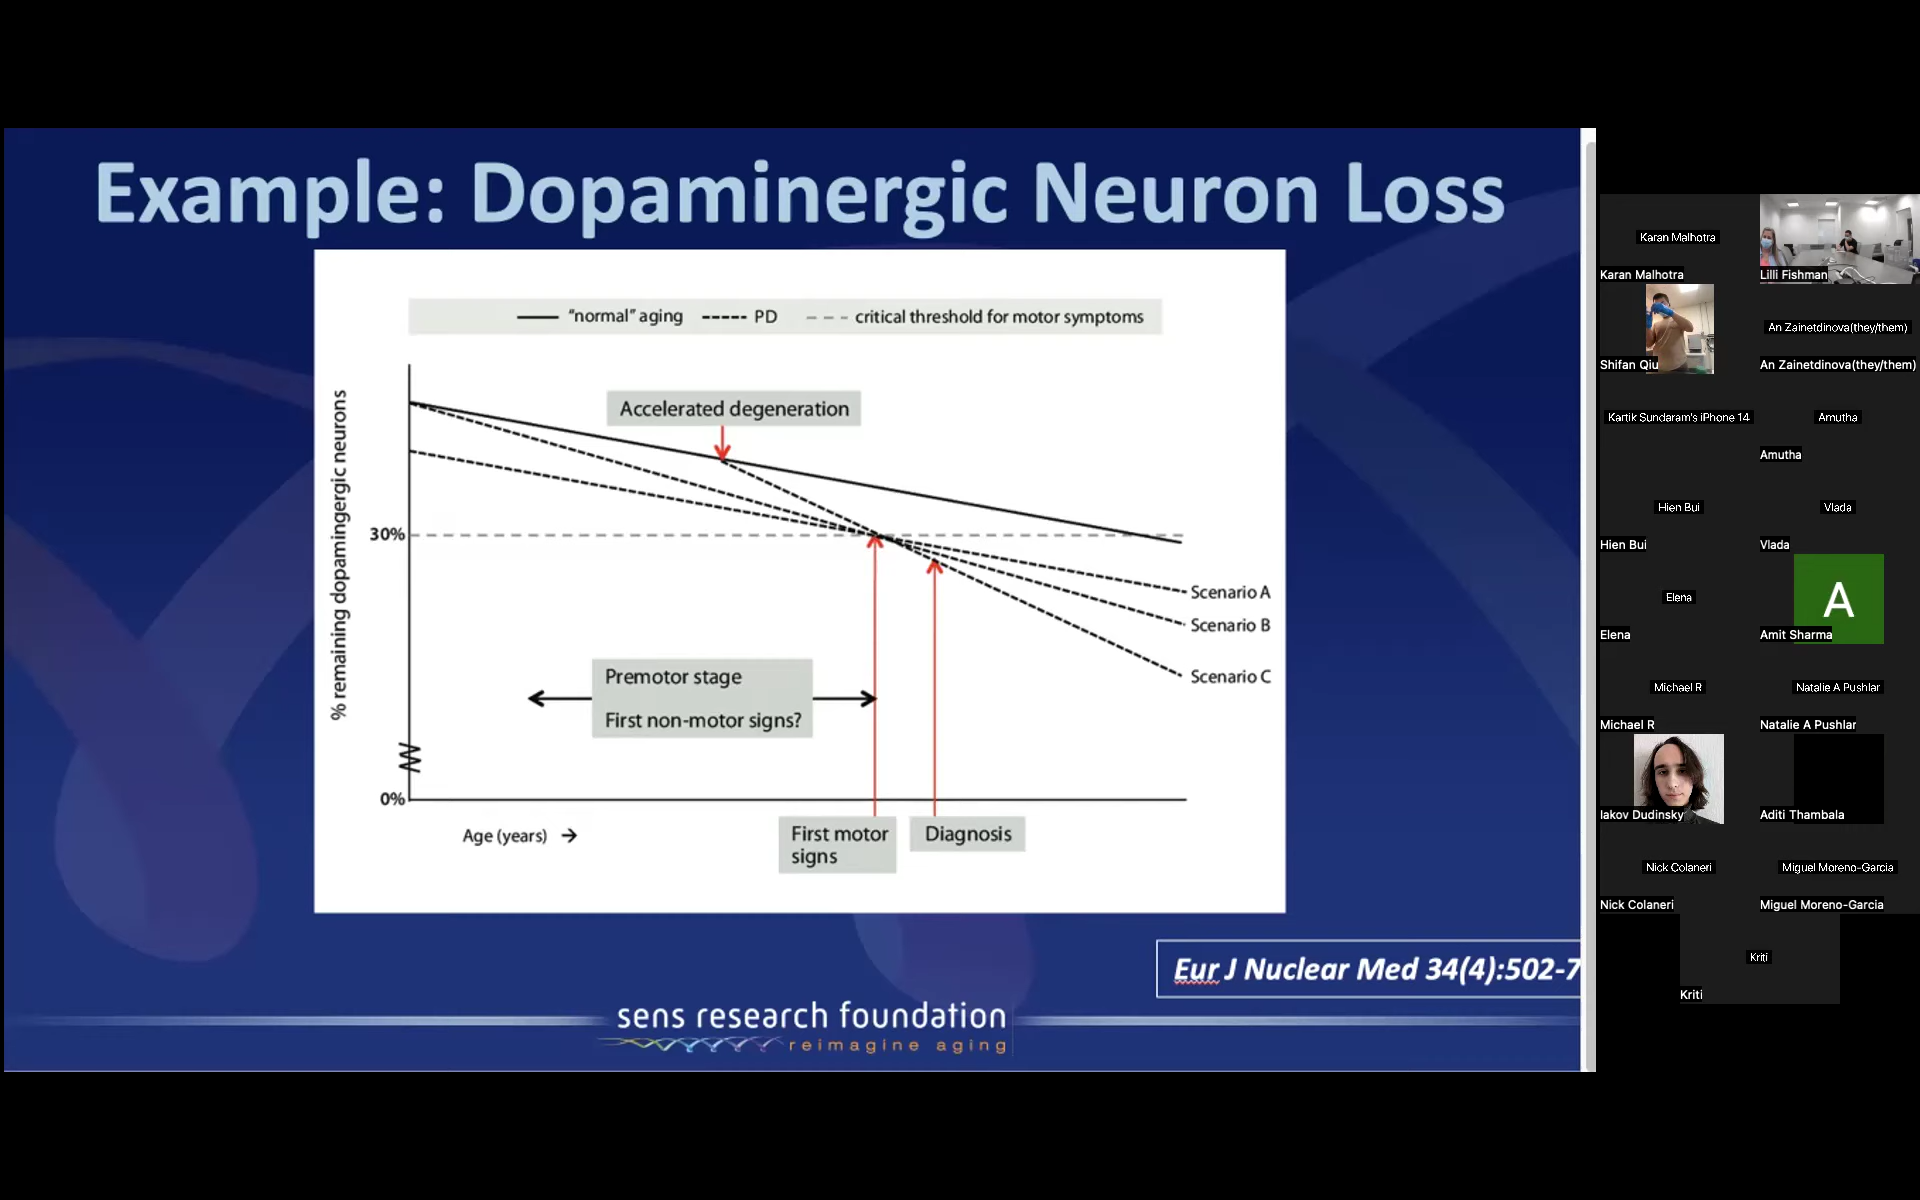 Example: Dopaminergic Neuron Loss
"normal" aging
PD
critical threshold for motor symptoms
% remaining dopamingergic neurons
Accelerated degeneration
30%
Scenario A
Scenario B
Scenario C
Premotor stage
First non-motor signs?
0%
Age (years) →
First motor
signs
Diagnosis
Eur J Nuclear Med 34(4):502-7
sens research foundation
reimagine aging
Karan Malhotra
Karan Malhotra
Lilli Fishman
Shifan Qiu
An Zainetdinova(they/them)
An Zainetdinova(they/them)
Kartik Sundaram's iPhone 14
Amutha
Amutha
Hien Bui
Hien Bui
Vlada
Vlada
Elena
Elena
A
Amit Sharma
Michael R
Michael R
Natalie A Pushlar
Natalie A Pushlar
Iakov Dudinsky
Aditi Thambala
Nick Colaneri
Nick Colaneri
Miguel Moreno-Garcia
Miguel Moreno-Garcia
Kriti
Kriti